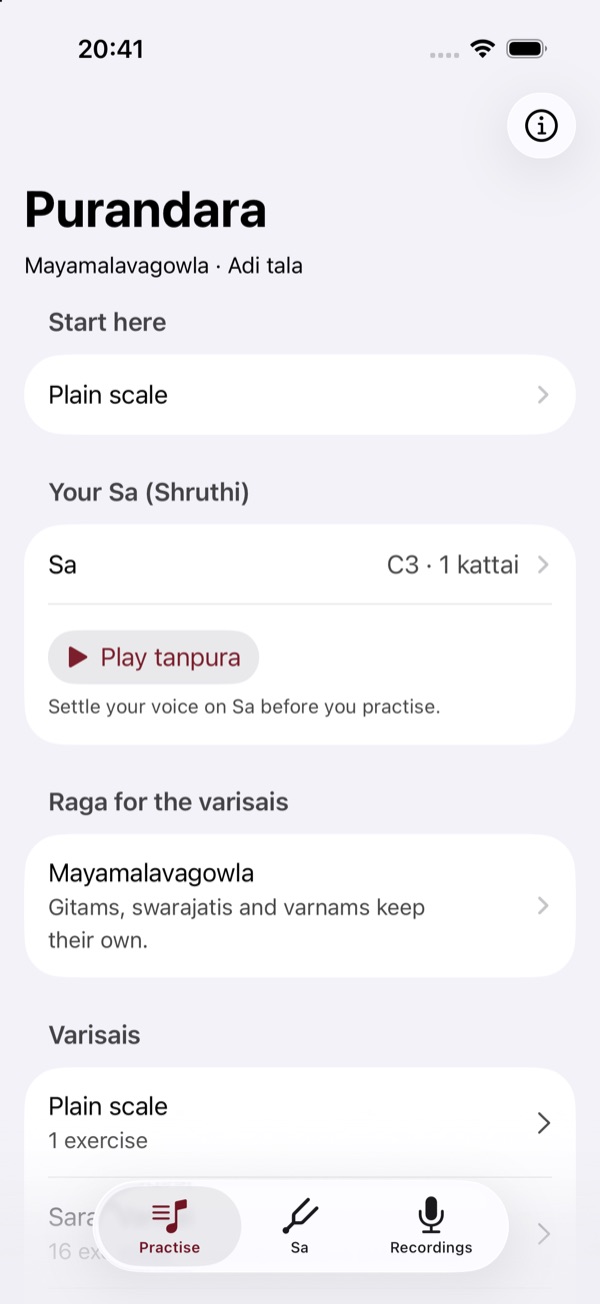 20:41
Purandara
Mayamalavagowla · Adi tala
Start here
Plain scale
Your Sa (Shruthi)
Sa
C3 · 1 kattai
Play tanpura
Settle your voice on Sa before you practise.
Raga for the varisais
Mayamalavagowla
Gitams, swarajatis and varnams keep
their own.
Varisais
Plain scale
1 exercise
16
Practise
Sa
Recordings